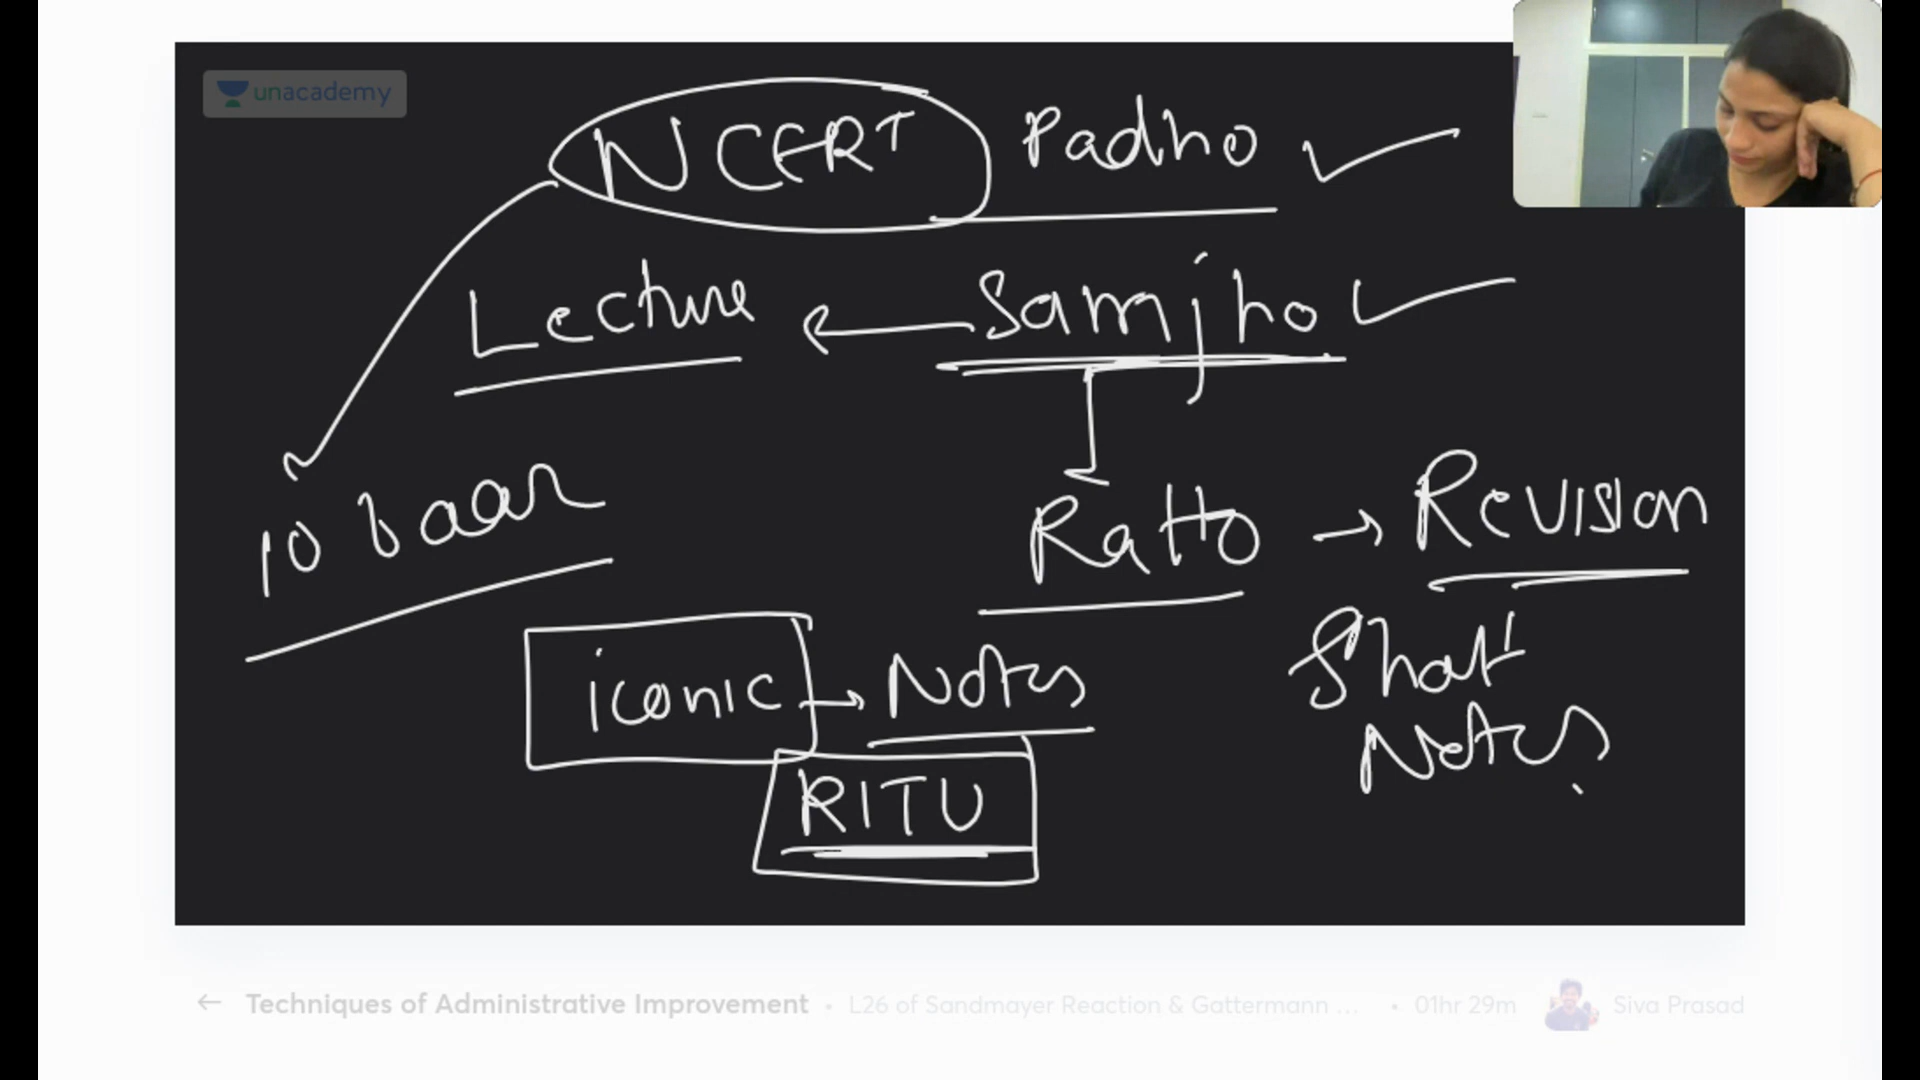 unacademy
NCERT Padho
Lecture ← Samjho
10 baar
Ratto → Revision
iconic → Notes
Short
Notes
RITU
← Techniques of Administrative Improvement • L26 of Sandmayer Reaction & Gattermann ... • 01hr 29m Siva Prasad